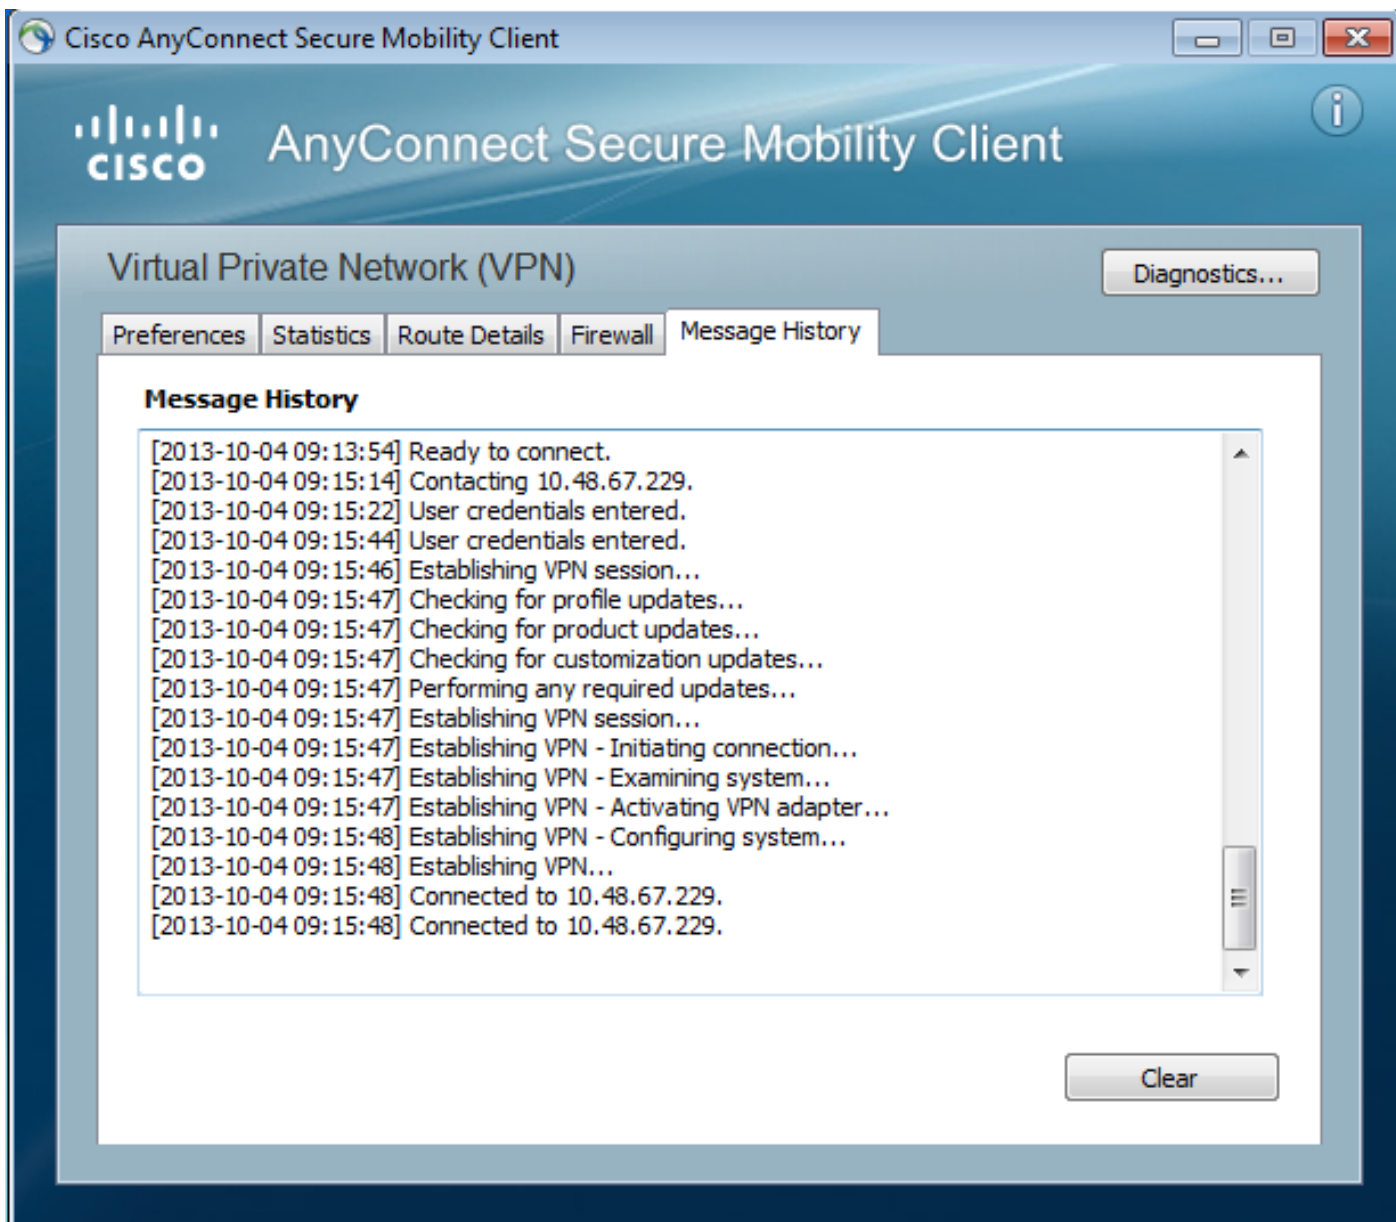 Cisco AnyConnect Secure Mobility Client
CISCO
AnyConnect Secure Mobility Client
i
Virtual Private Network (VPN)
Diagnostics...
Preferences
Statistics
Route Details
Firewall
Message History
Message History
[2013-10-04 09:13:54] Ready to connect.
[2013-10-04 09:15:14] Contacting 10.48.67.229.
[2013-10-04 09:15:22] User credentials entered.
[2013-10-04 09:15:44] User credentials entered.
[2013-10-04 09:15:46] Establishing VPN session...
[2013-10-04 09:15:47] Checking for profile updates...
[2013-10-04 09:15:47] Checking for product updates...
[2013-10-04 09:15:47] Checking for customization updates...
[2013-10-04 09:15:47] Performing any required updates...
[2013-10-04 09:15:47] Establishing VPN session...
[2013-10-04 09:15:47] Establishing VPN - Initiating connection...
[2013-10-04 09:15:47] Establishing VPN - Examining system...
[2013-10-04 09:15:47] Establishing VPN - Activating VPN adapter...
[2013-10-04 09:15:48] Establishing VPN - Configuring system...
[2013-10-04 09:15:48] Establishing VPN...
[2013-10-04 09:15:48] Connected to 10.48.67.229.
[2013-10-04 09:15:48] Connected to 10.48.67.229.
Clear